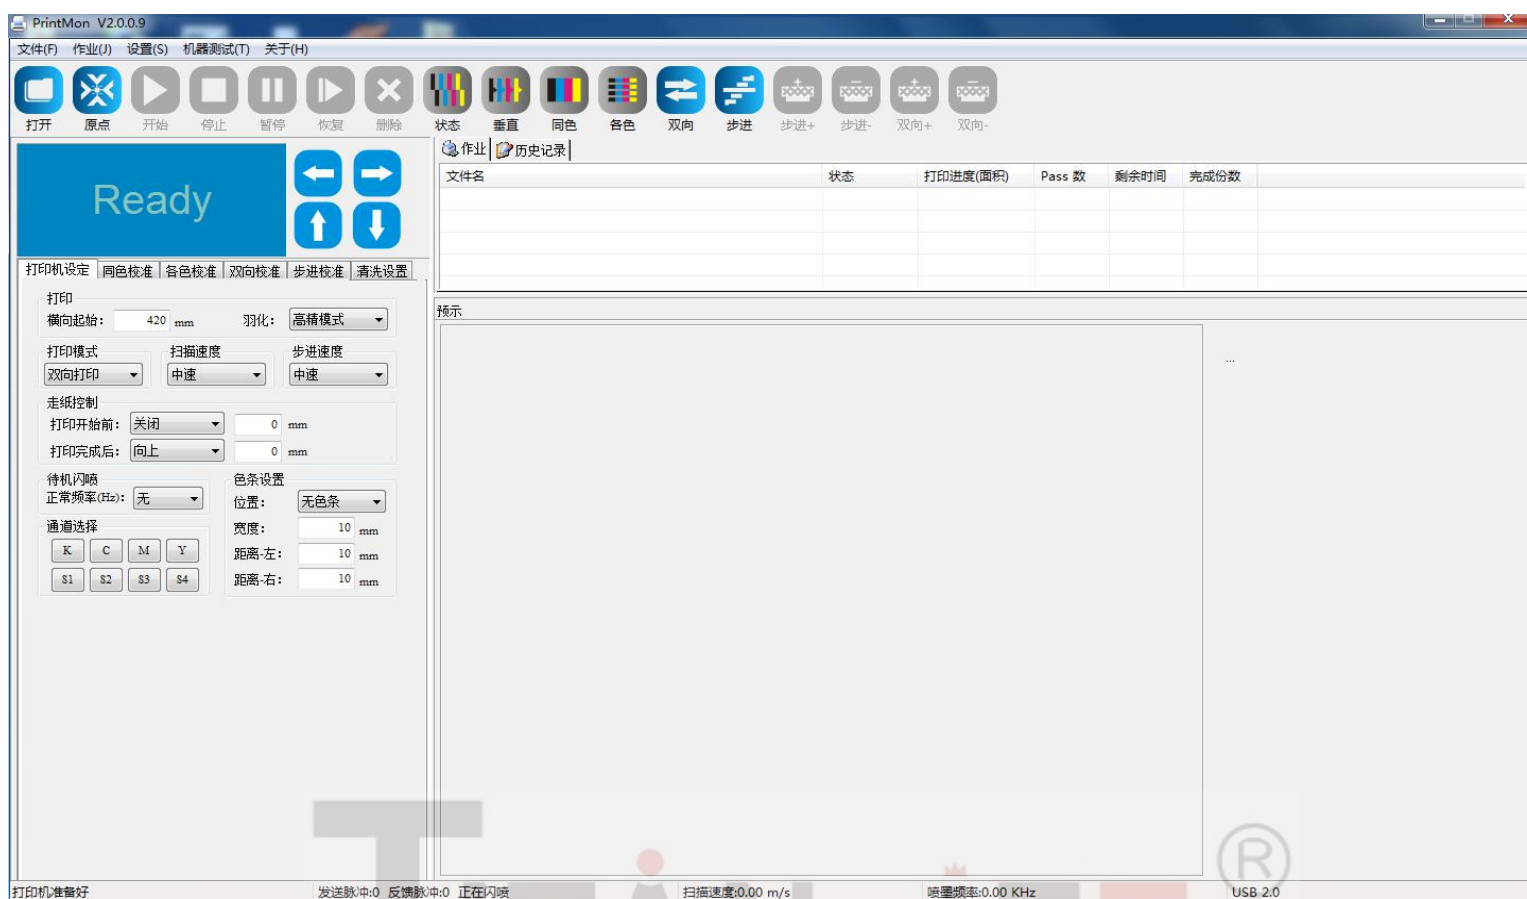 PrintMon V2.0.0.9
文件(F) 作业(J) 设置(S) 机器测试(T) 关于(H)
打开 原点 开始 停止 暂停 恢复 删除 状态 垂直 同色 各色 双向 步进 步进+ 步进- 双向+ 双向-
Ready
作业 历史记录
文件名 状态 打印进度(面积) Pass 数 剩余时间 完成份数
打印机设定 同色校准 各色校准 双向校准 步进校准 清洗设置
打印
横向起始: 420 mm 羽化: 高精模式
打印模式 扫描速度 步进速度
双向打印 中速 中速
走纸控制
打印开始前: 关闭 0 mm
打印完成后: 向上 0 mm
待机闪喷
正常频率(Hz): 无
通道选择
K C M Y
S1 S2 S3 S4
色条设置
位置: 无色条
宽度: 10 mm
距离-左: 10 mm
距离-右: 10 mm
预示
...
®
打印机准备好 发送脉冲:0 反馈脉冲:0 正在闪喷 扫描速度:0.00 m/s 喷墨频率:0.00 KHz USB 2.0